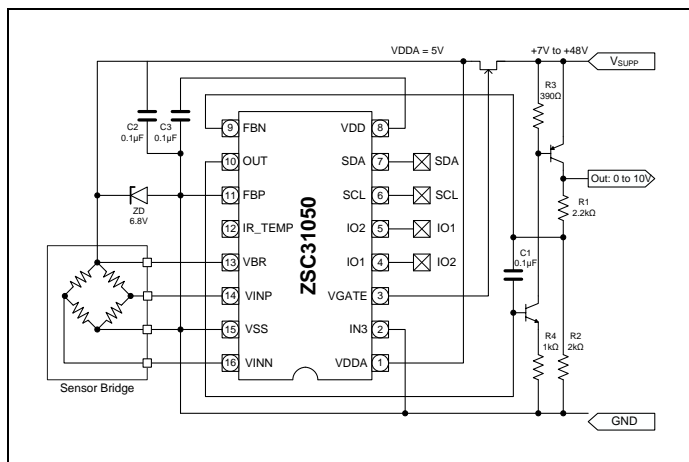 VDDA = 5V
+7V to +48V
V_SUPP
R3
390Ω
C2
0.1µF
C3
0.1µF
9 FBN
VDD 8
10 OUT
SDA 7 SDA
Out: 0 to 10V
11 FBP
SCL 6 SCL
R1
2.2kΩ
ZD
6.8V
12 IR_TEMP
IO2 5 IO1
C1
0.1µF
13 VBR
IO1 4 IO2
14 VINP
VGATE 3
15 VSS
IN3 2
R4
1kΩ
R2
2kΩ
16 VINN
VDDA 1
ZSC31050
Sensor Bridge
GND